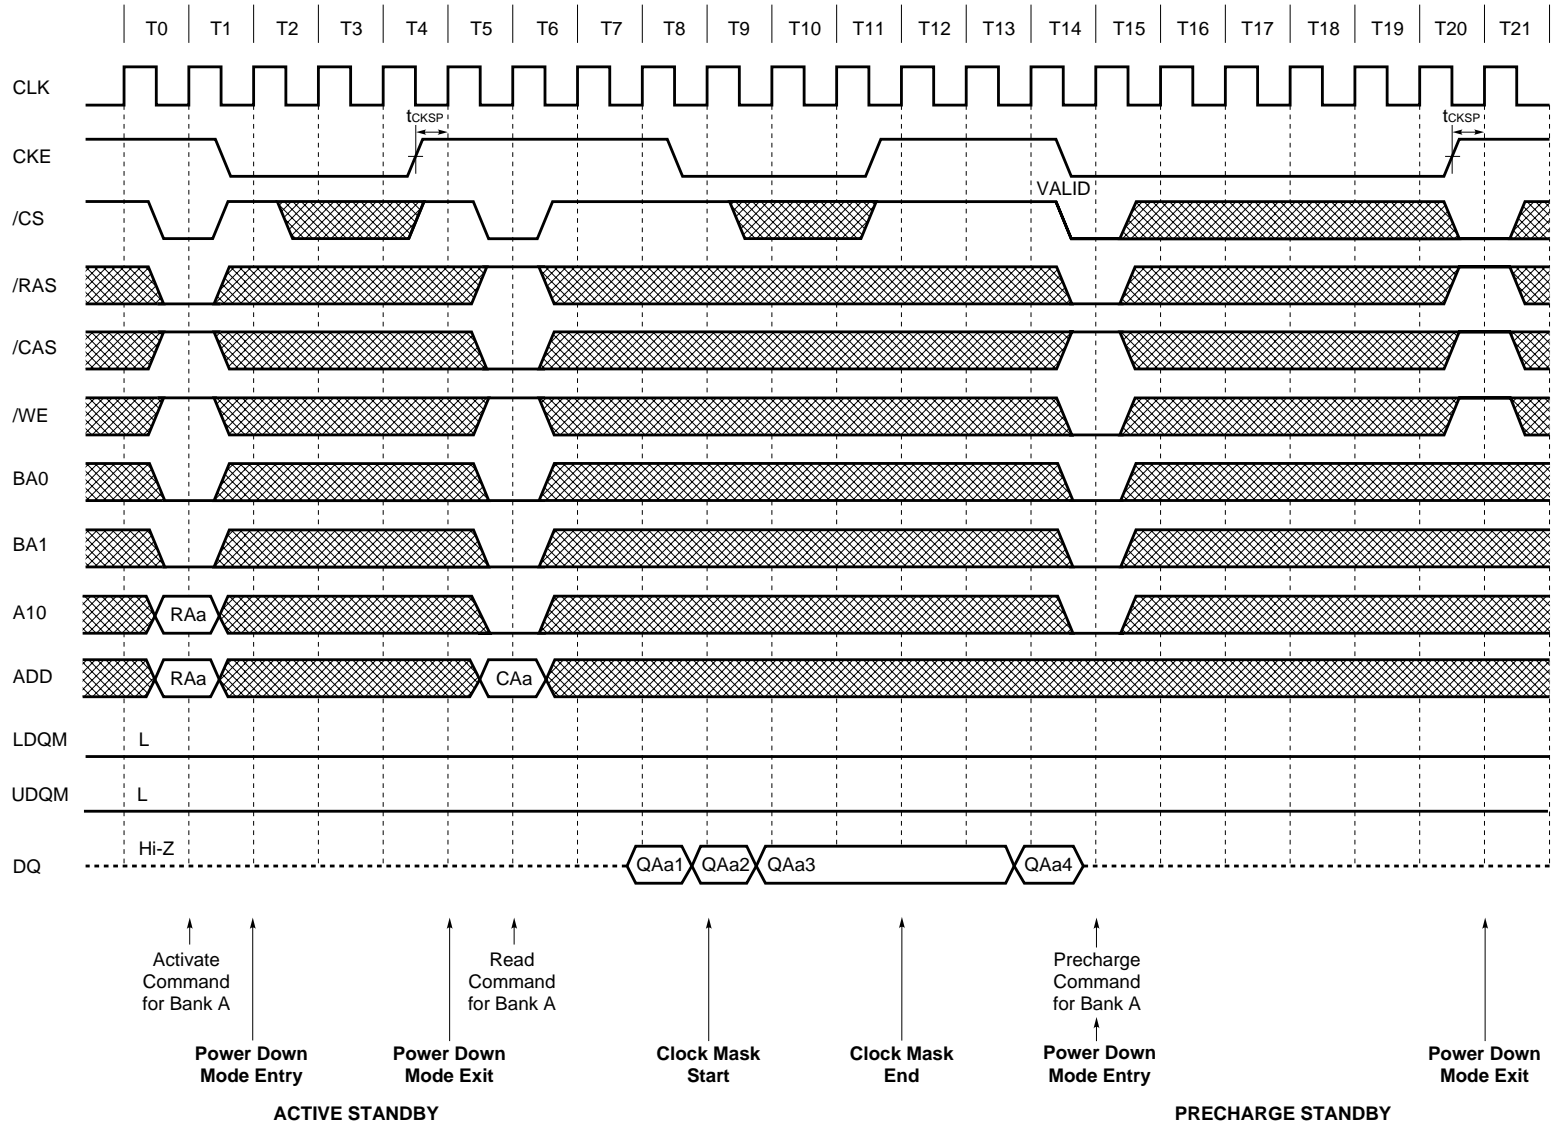 T0 T1 T2 T3 T4 T5 T6 T7 T8 T9 T10 T11 T12 T13 T14 T15 T16 T17 T18 T19 T20 T21
CLK
tCKSP tCKSP
CKE
VALID
/CS
/RAS
/CAS
/WE
BA0
BA1
A10 RAa
ADD RAa CAa
LDQM L
UDQM L
Hi-Z
DQ QAa1 QAa2 QAa3 QAa4
Activate
Command
for Bank A
Read
Command
for Bank A
Precharge
Command
for Bank A
Power Down
Mode Entry
Power Down
Mode Exit
Clock Mask
Start
Clock Mask
End
Power Down
Mode Entry
Power Down
Mode Exit
ACTIVE STANDBY
PRECHARGE STANDBY